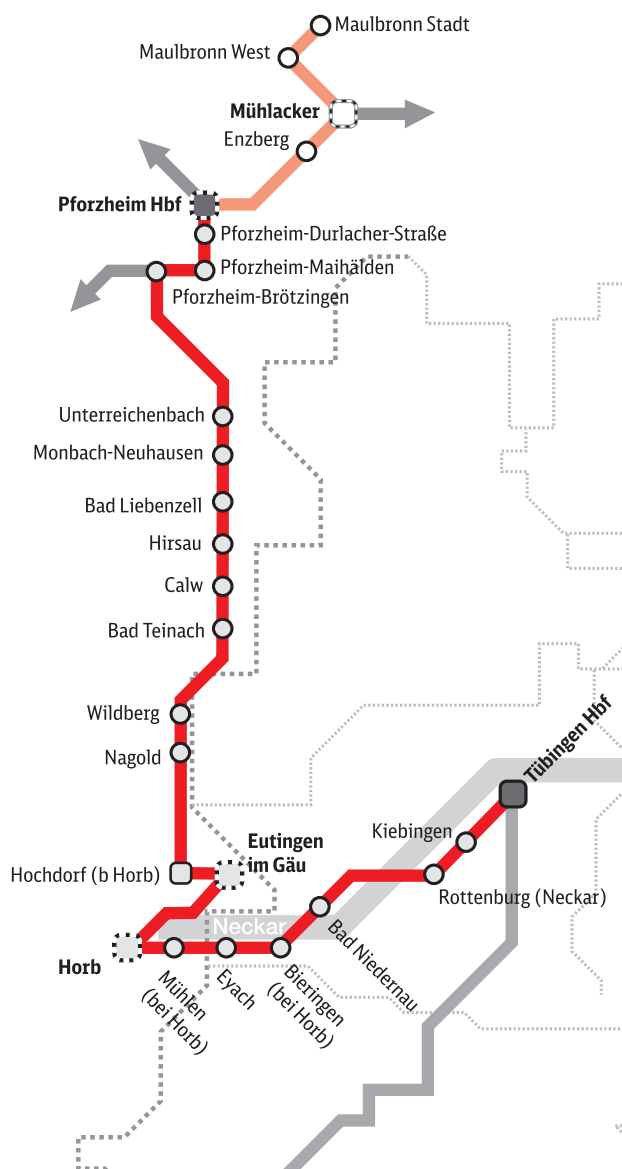 Maulbronn Stadt
Maulbronn West
Mühlacker
Enzberg
Pforzheim Hbf
Pforzheim-Durlacher-Straße
Pforzheim-Maihälden
Pforzheim-Brötzingen
Unterreichenbach
Monbach-Neuhausen
Bad Liebenzell
Hirsau
Calw
Bad Teinach
Wildberg
Nagold
Tübingen Hbf
Kiebingen
Eutingen
im Gäu
Hochdorf (b Horb)
Rottenburg (Neckar)
Neckar
Horb
Mühlen
(bei Horb)
Eyach
Bieringen
(bei Horb)
Bad Niedernau